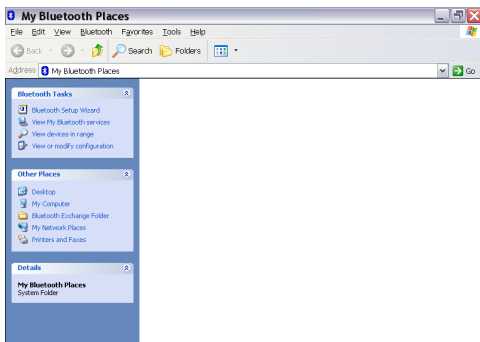 My Bluetooth Places
File Edit View Bluetooth Favorites Tools Help
Back Search Folders
Address My Bluetooth Places Go
Bluetooth Tasks
Bluetooth Setup Wizard
View My Bluetooth services
View devices in range
View or modify configuration
Other Places
Desktop
My Computer
Bluetooth Exchange Folder
My Network Places
Printers and Faxes
Details
My Bluetooth Places
System Folder